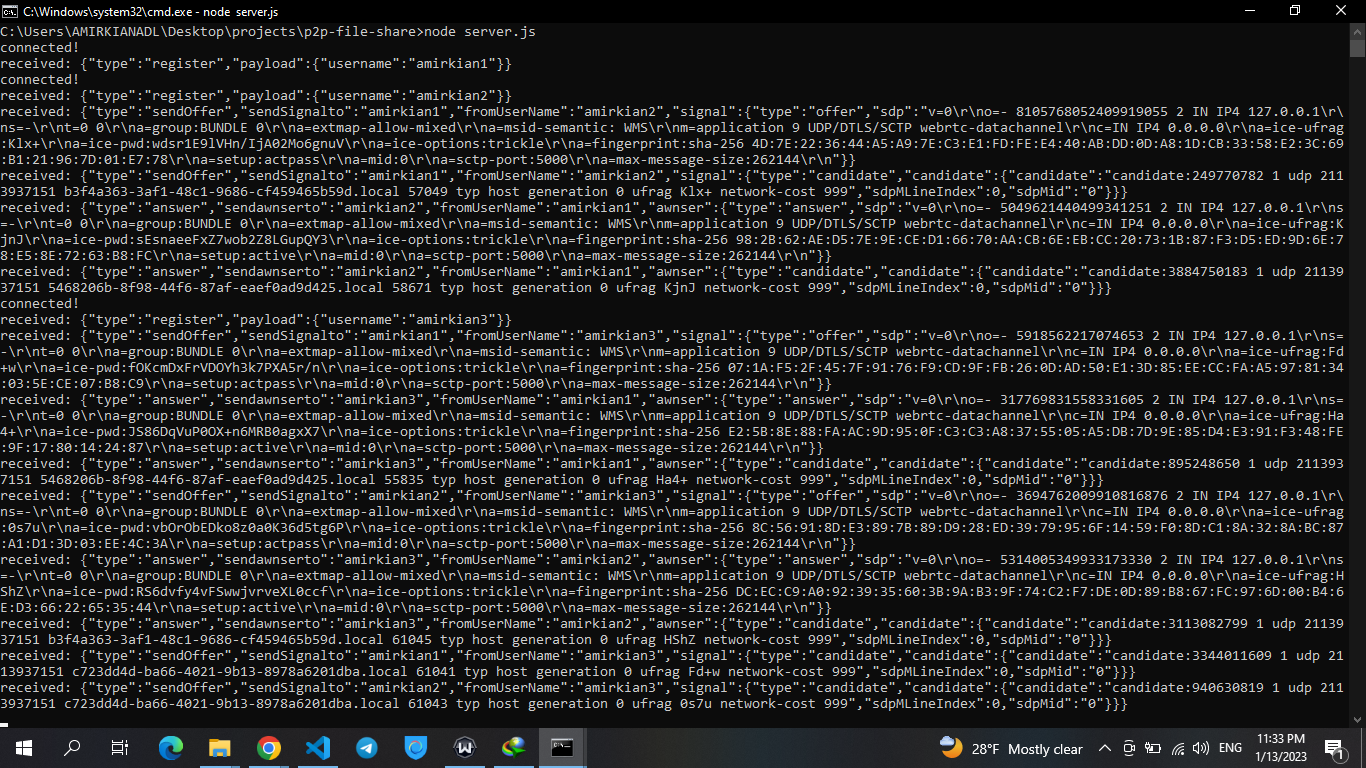 C:\Windows\system32\cmd.exe - node  server.js
C:\Users\AMIRKIANADL\Desktop\projects\p2p-file-share>node server.js
connected!
received: {"type":"register","payload":{"username":"amirkian1"}}
connected!
received: {"type":"register","payload":{"username":"amirkian2"}}
received: {"type":"sendOffer","sendSignalto":"amirkian1","fromUserName":"amirkian2","signal":{"type":"offer","sdp":"v=0\r\no=- 8105768052409919055 2 IN IP4 127.0.0.1\r\
ns=-\r\nt=0 0\r\na=group:BUNDLE 0\r\na=extmap-allow-mixed\r\na=msid-semantic: WMS\r\nm=application 9 UDP/DTLS/SCTP webrtc-datachannel\r\nc=IN IP4 0.0.0.0\r\na=ice-ufrag
:Klx+\r\na=ice-pwd:wdsr1E9lVHn/IjA02Mo6gnuV\r\na=ice-options:trickle\r\na=fingerprint:sha-256 4D:7E:22:36:44:A5:A9:7E:C3:E1:FD:FE:E4:40:AB:DD:0D:A8:1D:CB:33:58:E2:3C:69
:B1:21:96:7D:01:E7:78\r\na=setup:actpass\r\na=mid:0\r\na=sctp-port:5000\r\na=max-message-size:262144\r\n"}}
received: {"type":"sendOffer","sendSignalto":"amirkian1","fromUserName":"amirkian2","signal":{"type":"candidate","candidate":{"candidate":"candidate:249770782 1 udp 211
3937151 b3f4a363-3af1-48c1-9686-cf459465b59d.local 57049 typ host generation 0 ufrag Klx+ network-cost 999","sdpMLineIndex":0,"sdpMid":"0"}}}
received: {"type":"answer","sendawnserto":"amirkian2","fromUserName":"amirkian1","awnser":{"type":"answer","sdp":"v=0\r\no=- 5049621440499341251 2 IN IP4 127.0.0.1\r\ns
=-\r\nt=0 0\r\na=group:BUNDLE 0\r\na=extmap-allow-mixed\r\na=msid-semantic: WMS\r\nm=application 9 UDP/DTLS/SCTP webrtc-datachannel\r\nc=IN IP4 0.0.0.0\r\na=ice-ufrag:K
jnJ\r\na=ice-pwd:sEsnaeeFxZ7wob2Z8LGupQY3\r\na=ice-options:trickle\r\na=fingerprint:sha-256 98:2B:62:AE:D5:7E:9E:CE:D1:66:70:AA:CB:6E:EB:CC:20:73:1B:87:F3:D5:ED:9D:6E:7
8:E5:8E:72:63:B8:FC\r\na=setup:active\r\na=mid:0\r\na=sctp-port:5000\r\na=max-message-size:262144\r\n"}}
received: {"type":"answer","sendawnserto":"amirkian2","fromUserName":"amirkian1","awnser":{"type":"candidate","candidate":{"candidate":"candidate:3884750183 1 udp 21139
37151 5468206b-8f98-44f6-87af-eaef0ad9d425.local 58671 typ host generation 0 ufrag KjnJ network-cost 999","sdpMLineIndex":0,"sdpMid":"0"}}}
connected!
received: {"type":"register","payload":{"username":"amirkian3"}}
received: {"type":"sendOffer","sendSignalto":"amirkian1","fromUserName":"amirkian3","signal":{"type":"offer","sdp":"v=0\r\no=- 5918562217074653 2 IN IP4 127.0.0.1\r\ns=
-\r\nt=0 0\r\na=group:BUNDLE 0\r\na=extmap-allow-mixed\r\na=msid-semantic: WMS\r\nm=application 9 UDP/DTLS/SCTP webrtc-datachannel\r\nc=IN IP4 0.0.0.0\r\na=ice-ufrag:Fd
+w\r\na=ice-pwd:fOKcmDxFrVDOYh3k7PXA5r/n\r\na=ice-options:trickle\r\na=fingerprint:sha-256 07:1A:F5:2F:45:7F:91:76:F9:CD:9F:FB:26:0D:AD:50:E1:3D:85:EE:CC:FA:A5:97:81:34
:03:5E:CE:07:B8:C9\r\na=setup:actpass\r\na=mid:0\r\na=sctp-port:5000\r\na=max-message-size:262144\r\n"}}
received: {"type":"answer","sendawnserto":"amirkian3","fromUserName":"amirkian1","awnser":{"type":"answer","sdp":"v=0\r\no=- 317769831558331605 2 IN IP4 127.0.0.1\r\ns=
-\r\nt=0 0\r\na=group:BUNDLE 0\r\na=extmap-allow-mixed\r\na=msid-semantic: WMS\r\nm=application 9 UDP/DTLS/SCTP webrtc-datachannel\r\nc=IN IP4 0.0.0.0\r\na=ice-ufrag:Ha
4+\r\na=ice-pwd:JS86DqVuP0OX+n6MRB0agxX7\r\na=ice-options:trickle\r\na=fingerprint:sha-256 E2:5B:8E:88:FA:AC:9D:95:0F:C3:C3:A8:37:55:05:A5:DB:7D:9E:85:D4:E3:91:F3:48:FE
:9F:17:80:14:24:87\r\na=setup:active\r\na=mid:0\r\na=sctp-port:5000\r\na=max-message-size:262144\r\n"}}
received: {"type":"answer","sendawnserto":"amirkian3","fromUserName":"amirkian1","awnser":{"type":"candidate","candidate":{"candidate":"candidate:895248650 1 udp 211393
7151 5468206b-8f98-44f6-87af-eaef0ad9d425.local 55835 typ host generation 0 ufrag Ha4+ network-cost 999","sdpMLineIndex":0,"sdpMid":"0"}}}
received: {"type":"sendOffer","sendSignalto":"amirkian2","fromUserName":"amirkian3","signal":{"type":"offer","sdp":"v=0\r\no=- 3694762009910816876 2 IN IP4 127.0.0.1\r\
ns=-\r\nt=0 0\r\na=group:BUNDLE 0\r\na=extmap-allow-mixed\r\na=msid-semantic: WMS\r\nm=application 9 UDP/DTLS/SCTP webrtc-datachannel\r\nc=IN IP4 0.0.0.0\r\na=ice-ufrag
:0s7u\r\na=ice-pwd:vbOrObEDko8z0a0K36d5tg6P\r\na=ice-options:trickle\r\na=fingerprint:sha-256 8C:56:91:8D:E3:89:7B:89:D9:28:ED:39:79:95:6F:14:59:F0:8D:C1:8A:32:8A:BC:87
:A1:D1:3D:03:EE:4C:3A\r\na=setup:actpass\r\na=mid:0\r\na=sctp-port:5000\r\na=max-message-size:262144\r\n"}}
received: {"type":"answer","sendawnserto":"amirkian3","fromUserName":"amirkian2","awnser":{"type":"answer","sdp":"v=0\r\no=- 5314005349933173330 2 IN IP4 127.0.0.1\r\ns
=-\r\nt=0 0\r\na=group:BUNDLE 0\r\na=extmap-allow-mixed\r\na=msid-semantic: WMS\r\nm=application 9 UDP/DTLS/SCTP webrtc-datachannel\r\nc=IN IP4 0.0.0.0\r\na=ice-ufrag:H
ShZ\r\na=ice-pwd:RS6dvfy4vFSwwjvrveXL0ccf\r\na=ice-options:trickle\r\na=fingerprint:sha-256 DC:EC:C9:A0:92:39:35:60:3B:9A:B3:9F:74:C2:F7:DE:0D:89:B8:67:FC:97:6D:00:B4:6
E:D3:66:22:65:35:44\r\na=setup:active\r\na=mid:0\r\na=sctp-port:5000\r\na=max-message-size:262144\r\n"}}
received: {"type":"answer","sendawnserto":"amirkian3","fromUserName":"amirkian2","awnser":{"type":"candidate","candidate":{"candidate":"candidate:3113082799 1 udp 21139
37151 b3f4a363-3af1-48c1-9686-cf459465b59d.local 61045 typ host generation 0 ufrag HShZ network-cost 999","sdpMLineIndex":0,"sdpMid":"0"}}}
received: {"type":"sendOffer","sendSignalto":"amirkian1","fromUserName":"amirkian3","signal":{"type":"candidate","candidate":{"candidate":"candidate:3344011609 1 udp 21
13937151 c723dd4d-ba66-4021-9b13-8978a6201dba.local 61041 typ host generation 0 ufrag Fd+w network-cost 999","sdpMLineIndex":0,"sdpMid":"0"}}}
received: {"type":"sendOffer","sendSignalto":"amirkian2","fromUserName":"amirkian3","signal":{"type":"candidate","candidate":{"candidate":"candidate:940630819 1 udp 211
3937151 c723dd4d-ba66-4021-9b13-8978a6201dba.local 61043 typ host generation 0 ufrag 0s7u network-cost 999","sdpMLineIndex":0,"sdpMid":"0"}}}
28°F Mostly clear
ENG
11:33 PM
1/13/2023
1